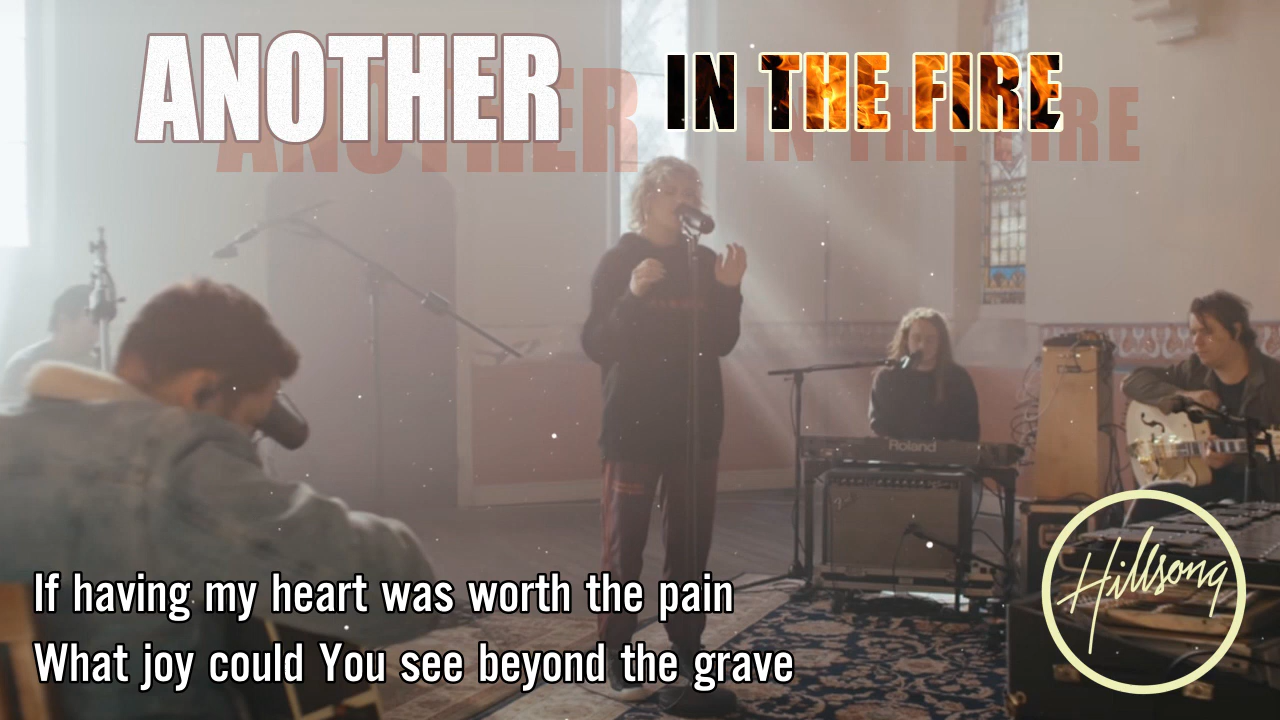 ANOTHER IN THE FIRE
Roland
If having my heart was worth the pain
What joy could You see beyond the grave
Hillsong